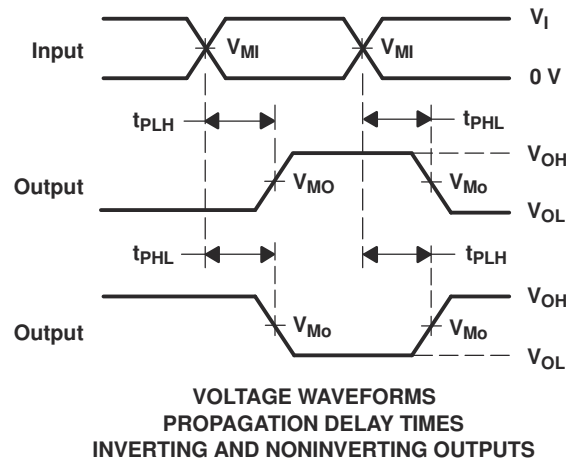 V_I
Input V_MI V_MI
0 V
t_PLH t_PHL
V_OH
Output V_MO V_Mo
V_OL
t_PHL t_PLH
V_OH
Output V_Mo V_Mo
V_OL
VOLTAGE WAVEFORMS
PROPAGATION DELAY TIMES
INVERTING AND NONINVERTING OUTPUTS